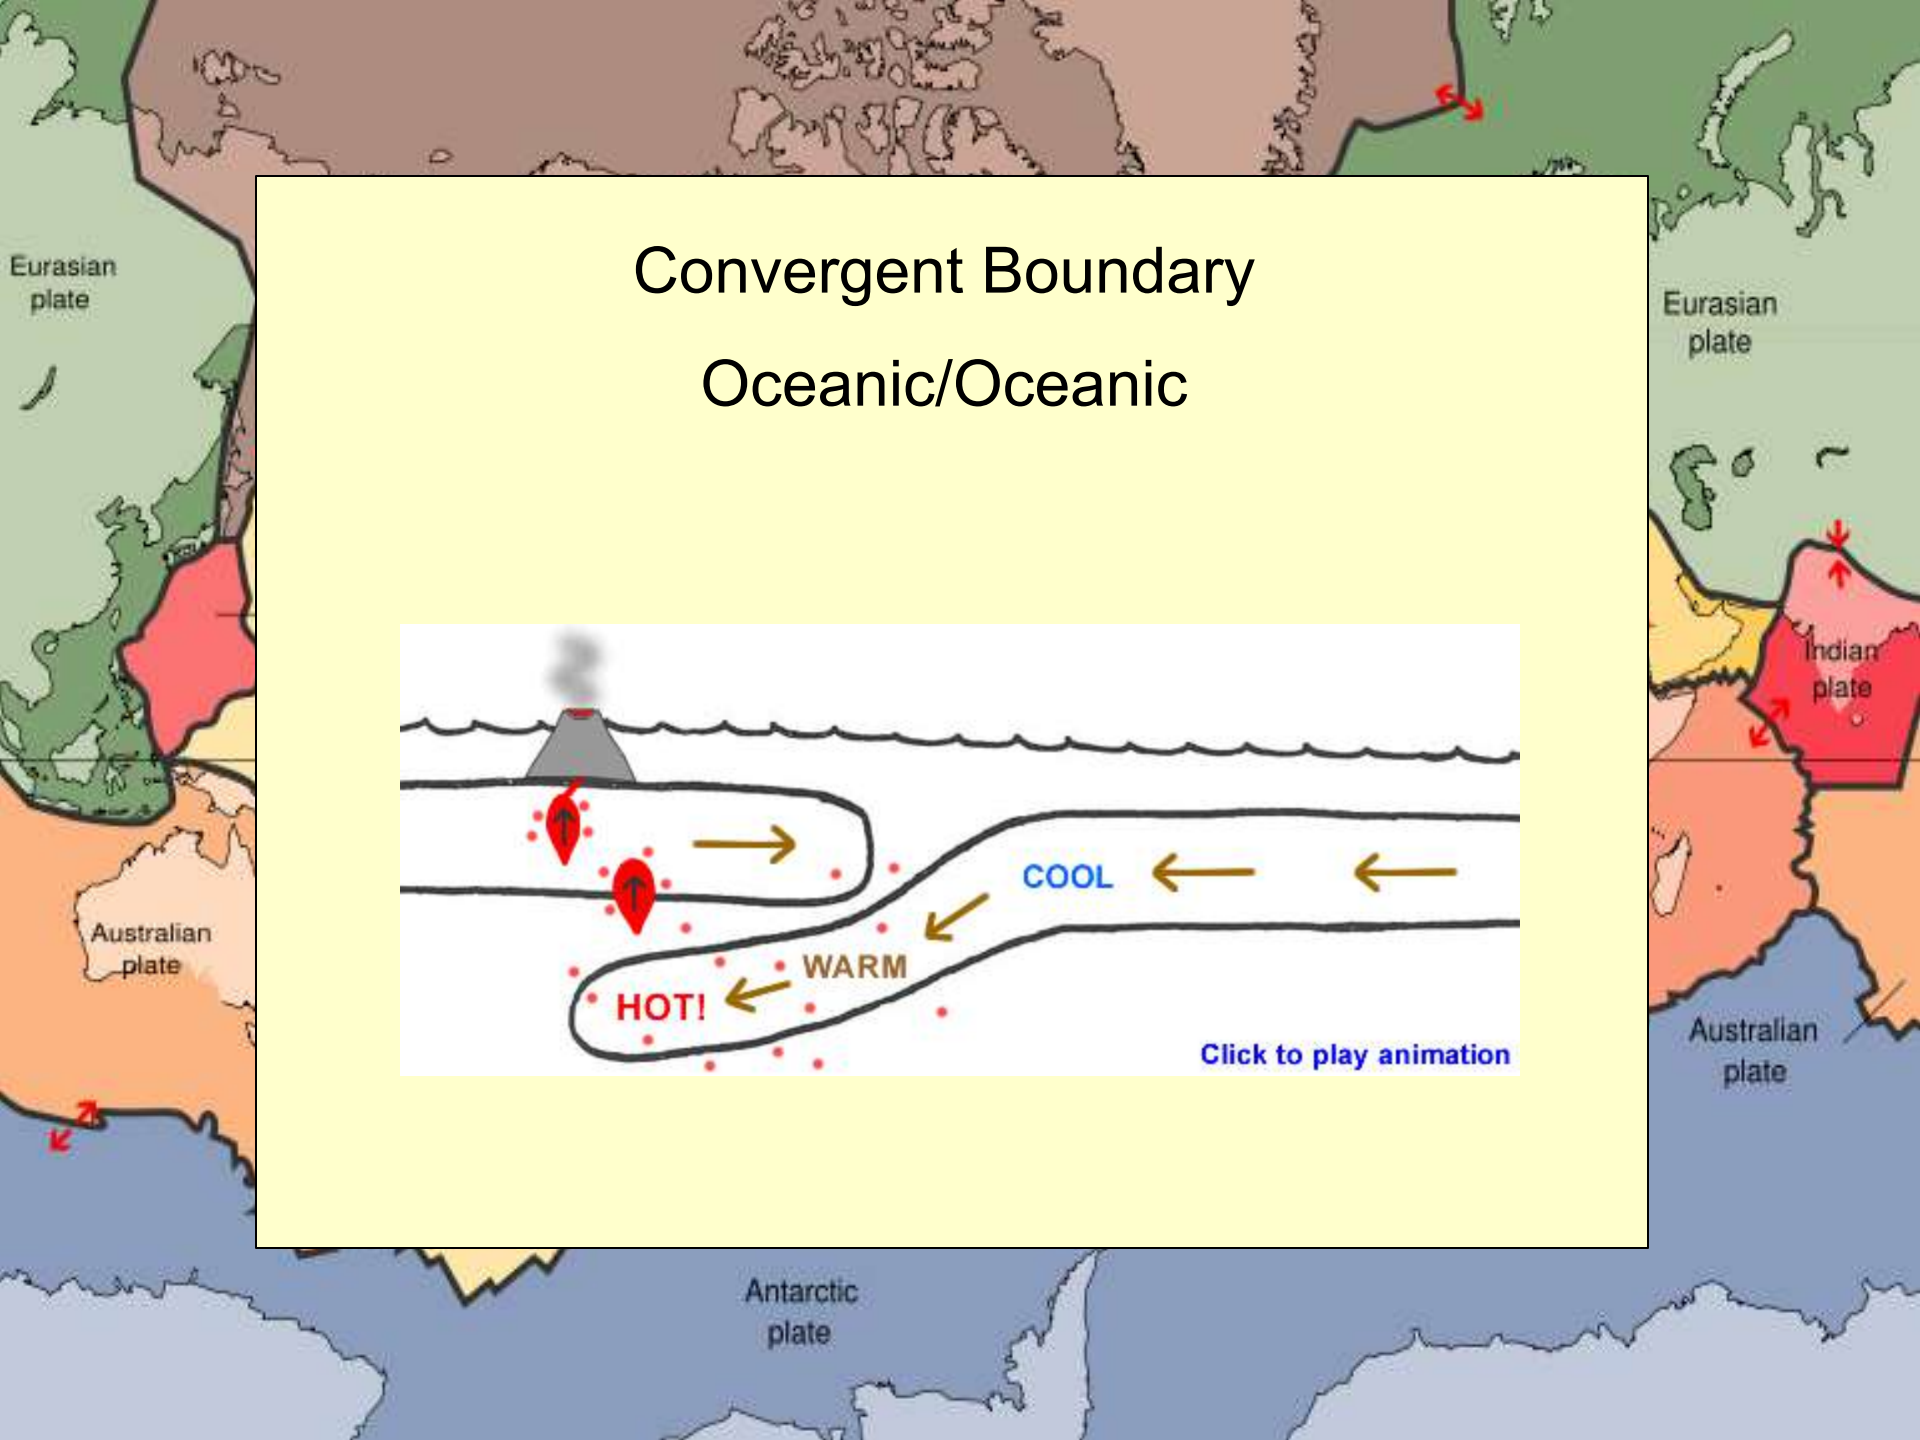 Convergent Boundary
Oceanic/Oceanic
Eurasian
plate
Eurasian
plate
Indian
plate
COOL
WARM
HOT!
Click to play animation
Australian
plate
Australian
plate
Antarctic
plate